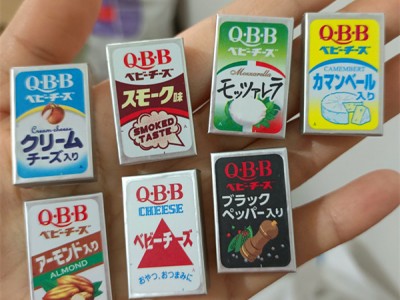 Q·B·B
ベビーチーズ
Cream cheese
クリーム
チーズ入り
Q·B·B
ベビーチーズ
スモーク味
SMOKED
TASTE
Q·B·B
ベビーチーズ
Mozzarella
モッツァレラ
Q·B·B
ベビーチーズ
CAMEMBERT
カマンベール
入り
Q·B·B
ベビーチーズ
アーモンド入り
ALMOND
Q·B·B
CHEESE
ベビーチーズ
おやつ、おつまみに
Q·B·B
ベビーチーズ
ブラック
ペッパー入り